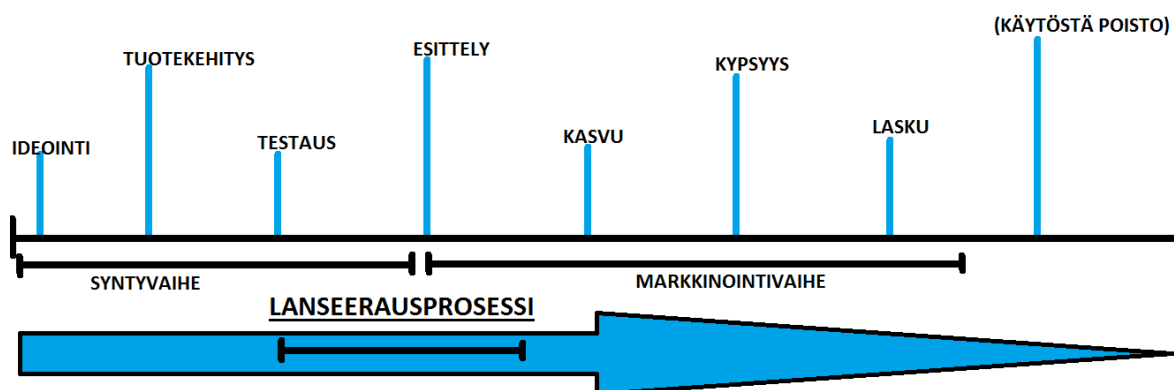 (KÄYTÖSTÄ POISTO)
ESITTELY
TUOTEKEHITYS
KYPSYYS
LASKU
KASVU
TESTAUS
IDEOINTI
SYNTYVAIHE
MARKKINOINTIVAIHE
LANSEERAUSPROSESSI